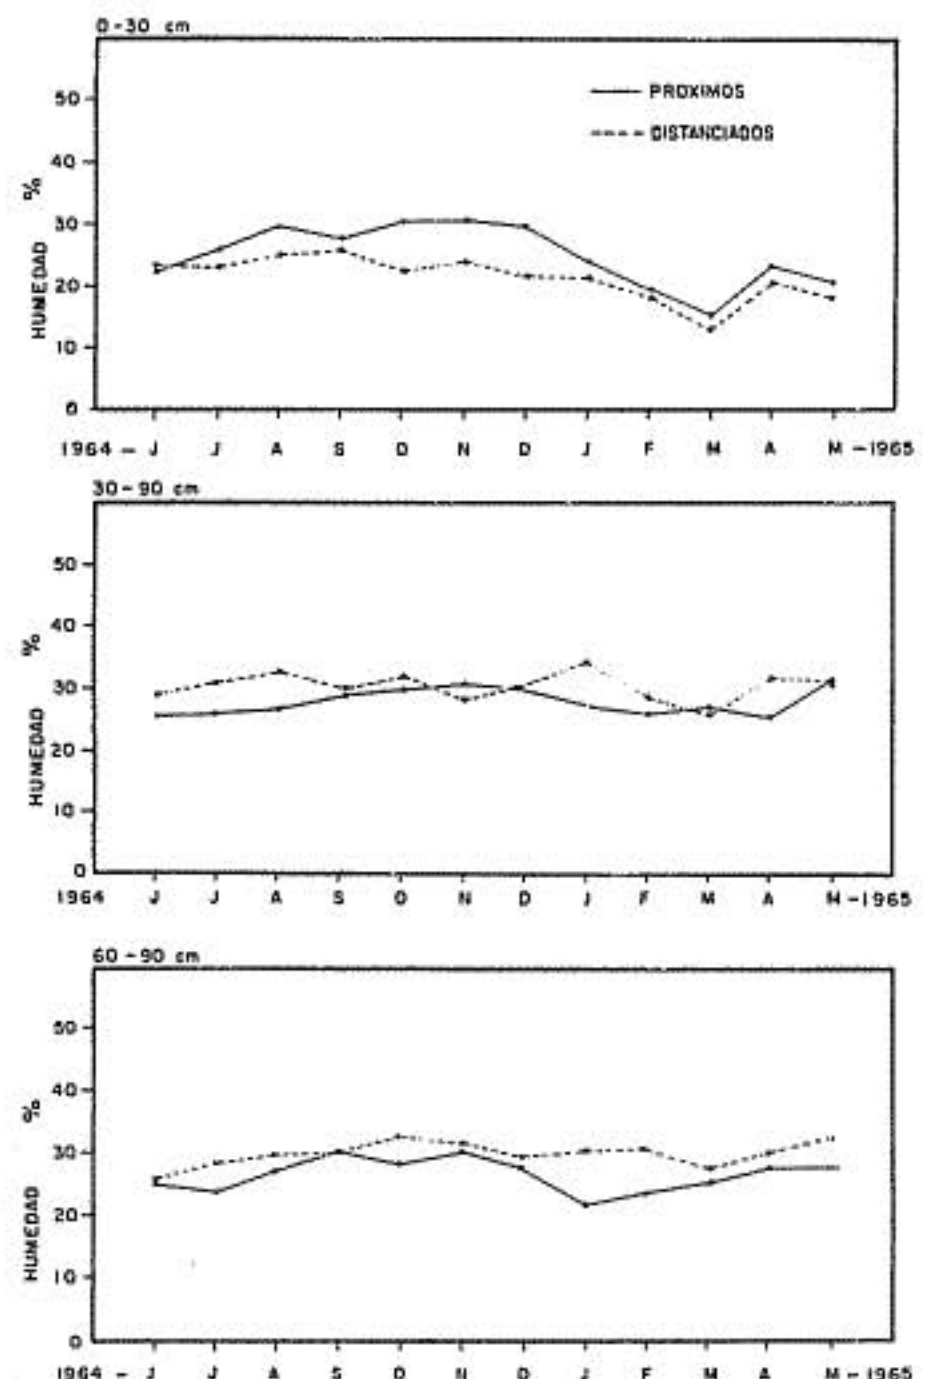 0-30 cm
PROXIMOS
DISTANCIADOS
HUMEDAD %
50
40
30
20
10
0
1964 - J J A S O N D J F M A M -1965
30-90 cm
HUMEDAD %
50
40
30
20
10
0
1964 J J A S O N D J F M A M -1965
60-90 cm
HUMEDAD %
50
40
30
20
10
0
1964 - J J A S O N D J F M A M -1965